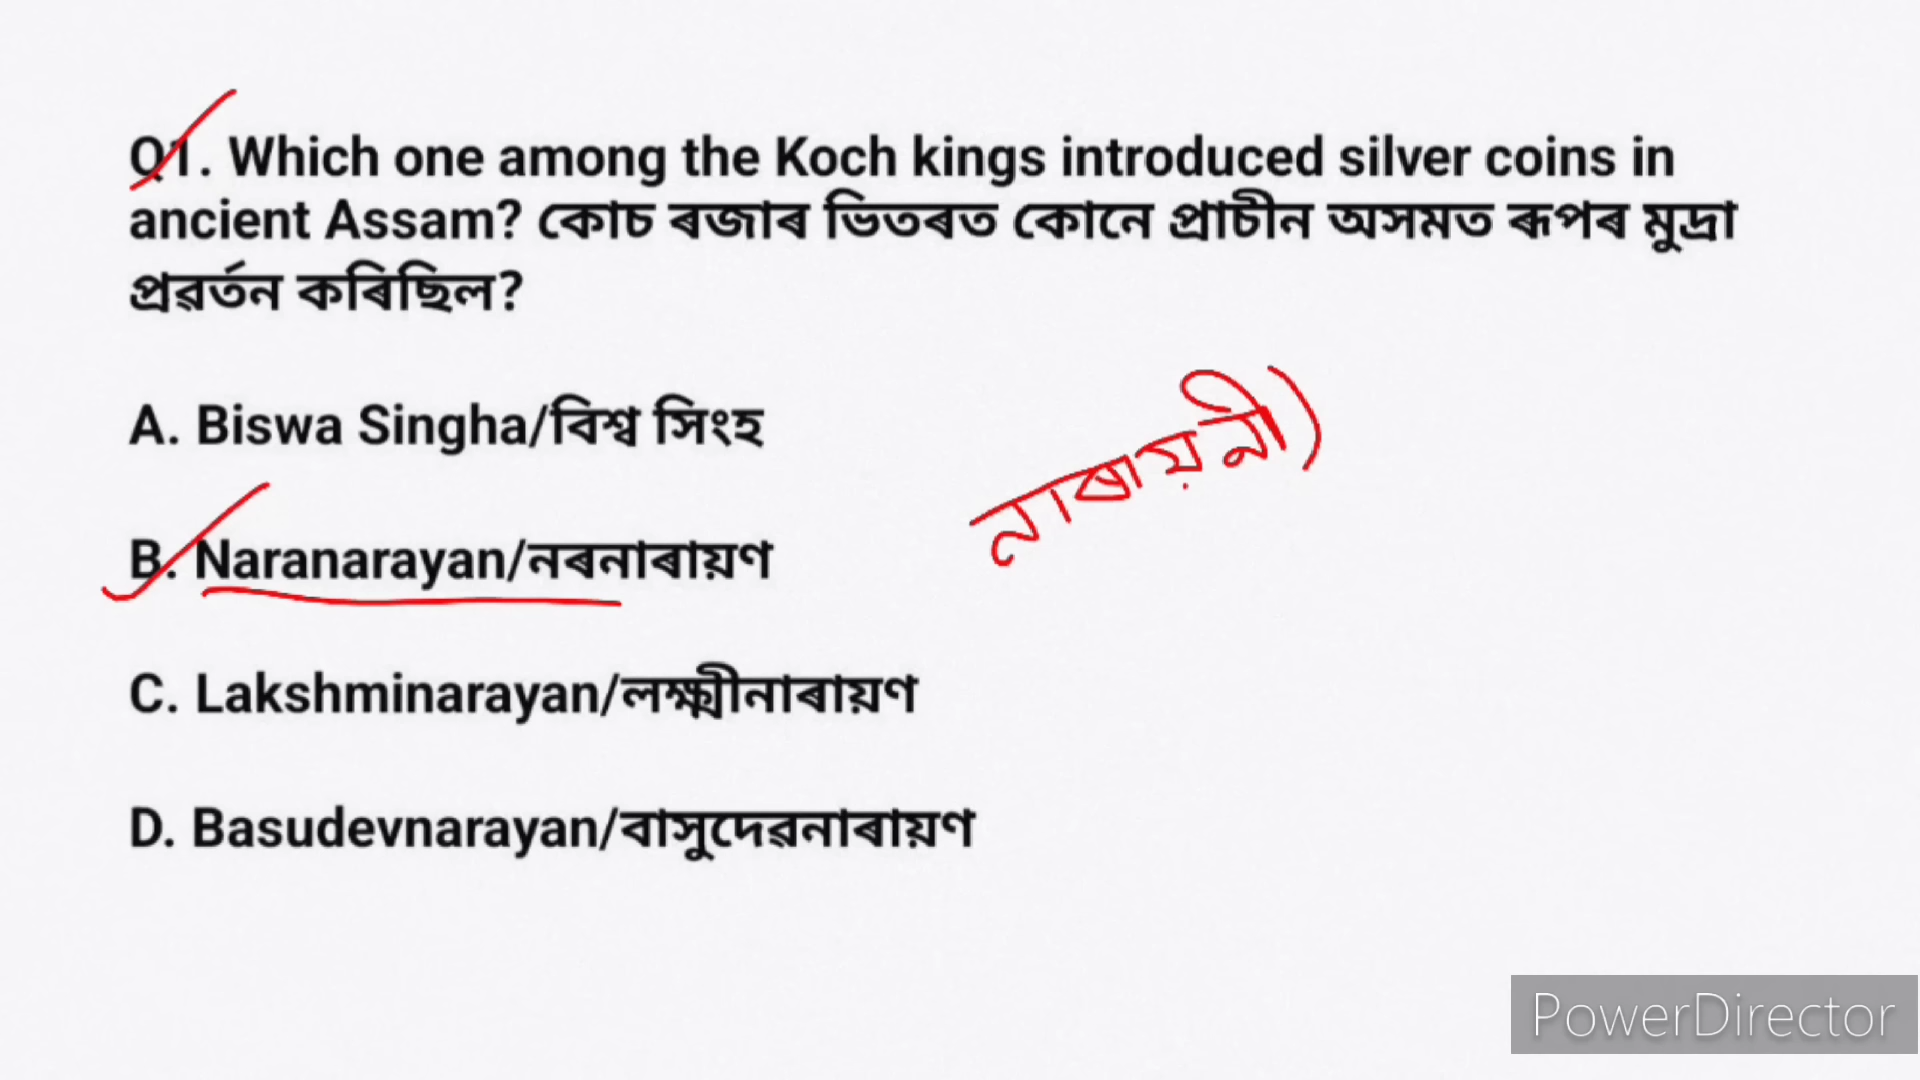 Q1. Which one among the Koch kings introduced silver coins in
ancient Assam? কোচ ৰজাৰ ভিতৰত কোনে প্ৰাচীন অসমত ৰূপৰ মুদ্ৰা
প্ৰৱৰ্তন কৰিছিল?
A. Biswa Singha/বিশ্ব সিংহ
নাৰায়নী)
B. Naranarayan/নৰনাৰায়ণ
C. Lakshminarayan/লক্ষ্মীনাৰায়ণ
D. Basudevnarayan/বাসুদেৱনাৰায়ণ
PowerDirector